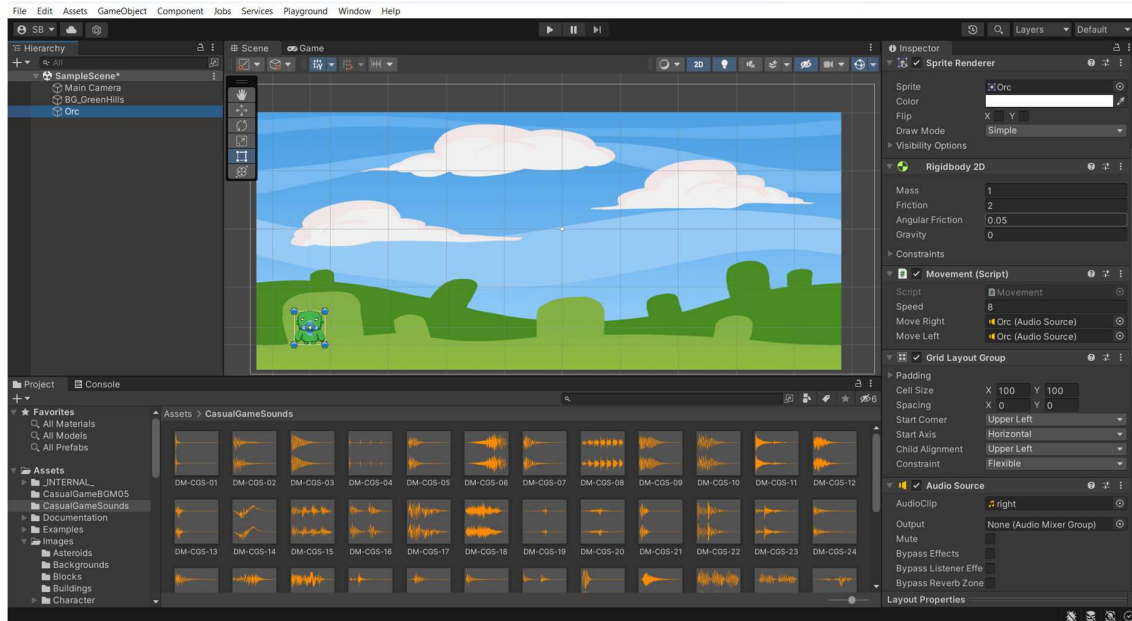 File Edit Assets GameObject Component Jobs Services Playground Window Help
SB
Layers Default
Hierarchy
All
SampleScene*
Main Camera
BG_GreenHills
Orc
Scene Game
2D
Inspector
Sprite Renderer
Sprite Orc
Color
Flip X Y
Draw Mode Simple
Visibility Options
Rigidbody 2D
Mass 1
Friction 2
Angular Friction 0.05
Gravity 0
Constraints
Movement (Script)
Script Movement
Speed 8
Move Right Orc (Audio Source)
Move Left Orc (Audio Source)
Grid Layout Group
Padding
Cell Size X 100 Y 100
Spacing X 0 Y 0
Start Corner Upper Left
Start Axis Horizontal
Child Alignment Upper Left
Constraint Flexible
Audio Source
AudioClip right
Output None (Audio Mixer Group)
Mute
Bypass Effects
Bypass Listener Effe
Bypass Reverb Zone
Layout Properties
Project Console
6
Favorites
All Materials
All Models
All Prefabs
Assets
_INTERNAL_
CasualGameBGM05
CasualGameSounds
Documentation
Examples
Images
Asteroids
Backgrounds
Blocks
Buildings
Character
Assets > CasualGameSounds
DM-CGS-01 DM-CGS-02 DM-CGS-03 DM-CGS-04 DM-CGS-05 DM-CGS-06 DM-CGS-07 DM-CGS-08 DM-CGS-09 DM-CGS-10 DM-CGS-11 DM-CGS-12
DM-CGS-13 DM-CGS-14 DM-CGS-15 DM-CGS-16 DM-CGS-17 DM-CGS-18 DM-CGS-19 DM-CGS-20 DM-CGS-21 DM-CGS-22 DM-CGS-23 DM-CGS-24